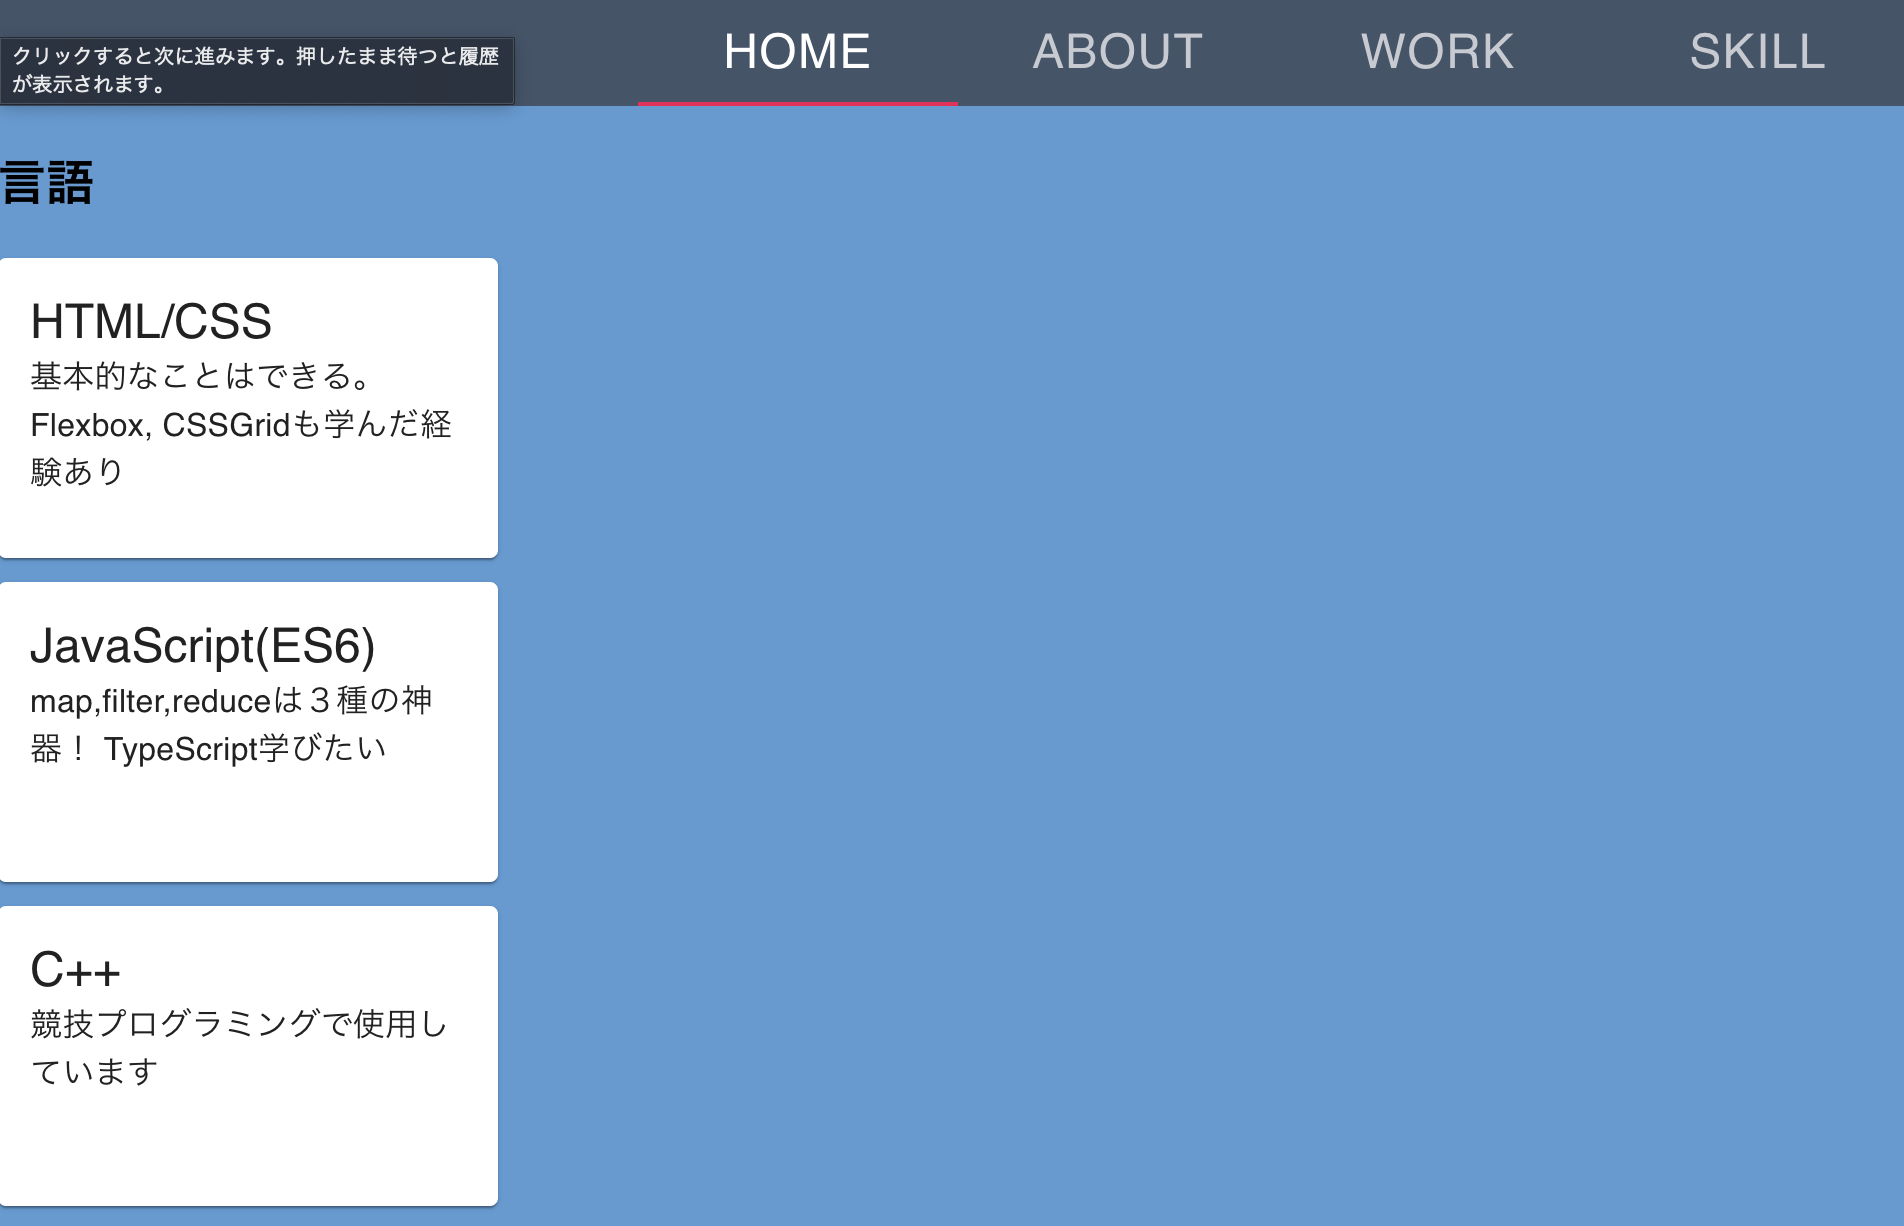 HOME ABOUT WORK SKILL
クリックすると次に進みます。押したまま待つと履歴
が表示されます。
言語
HTML/CSS
基本的なことはできる。
Flexbox, CSSGridも学んだ経
験あり
JavaScript(ES6)
map,filter,reduceは３種の神
器！ TypeScript学びたい
C++
競技プログラミングで使用し
ています